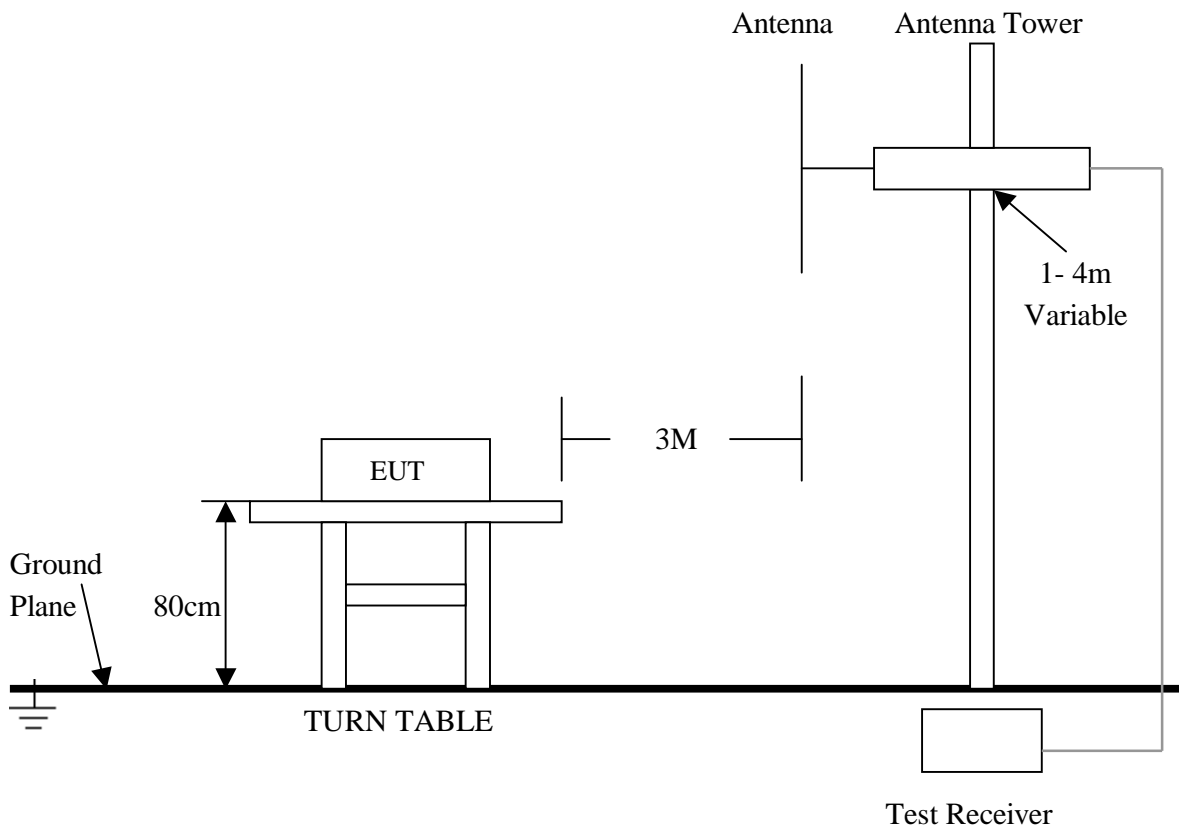 Antenna
Antenna Tower
1- 4m
Variable
3M
EUT
Ground
Plane
80cm
TURN TABLE
Test Receiver